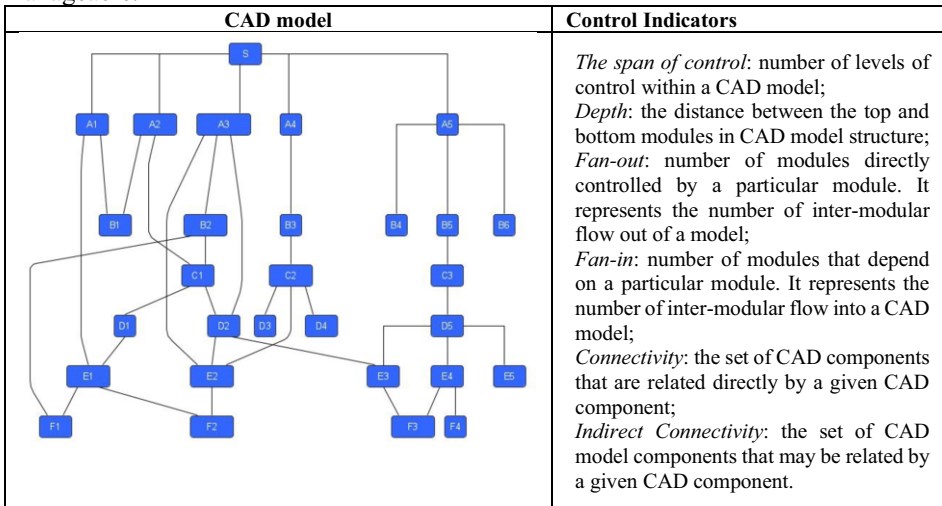 CAD model
Control Indicators
S
A1 A2 A3 A4 A5
B1 B2 B3 B4 B5 B6
C1 C2 C3
D1 D2 D3 D4 D5
E1 E2 E3 E4 E5
F1 F2 F3 F4
The span of control: number of levels of
control within a CAD model;
Depth: the distance between the top and
bottom modules in CAD model structure;
Fan-out: number of modules directly
controlled by a particular module. It
represents the number of inter-modular
flow out of a model;
Fan-in: number of modules that depend
on a particular module. It represents the
number of inter-modular flow into a CAD
model;
Connectivity: the set of CAD components
that are related directly by a given CAD
component;
Indirect Connectivity: the set of CAD
model components that may be related by
a given CAD component.